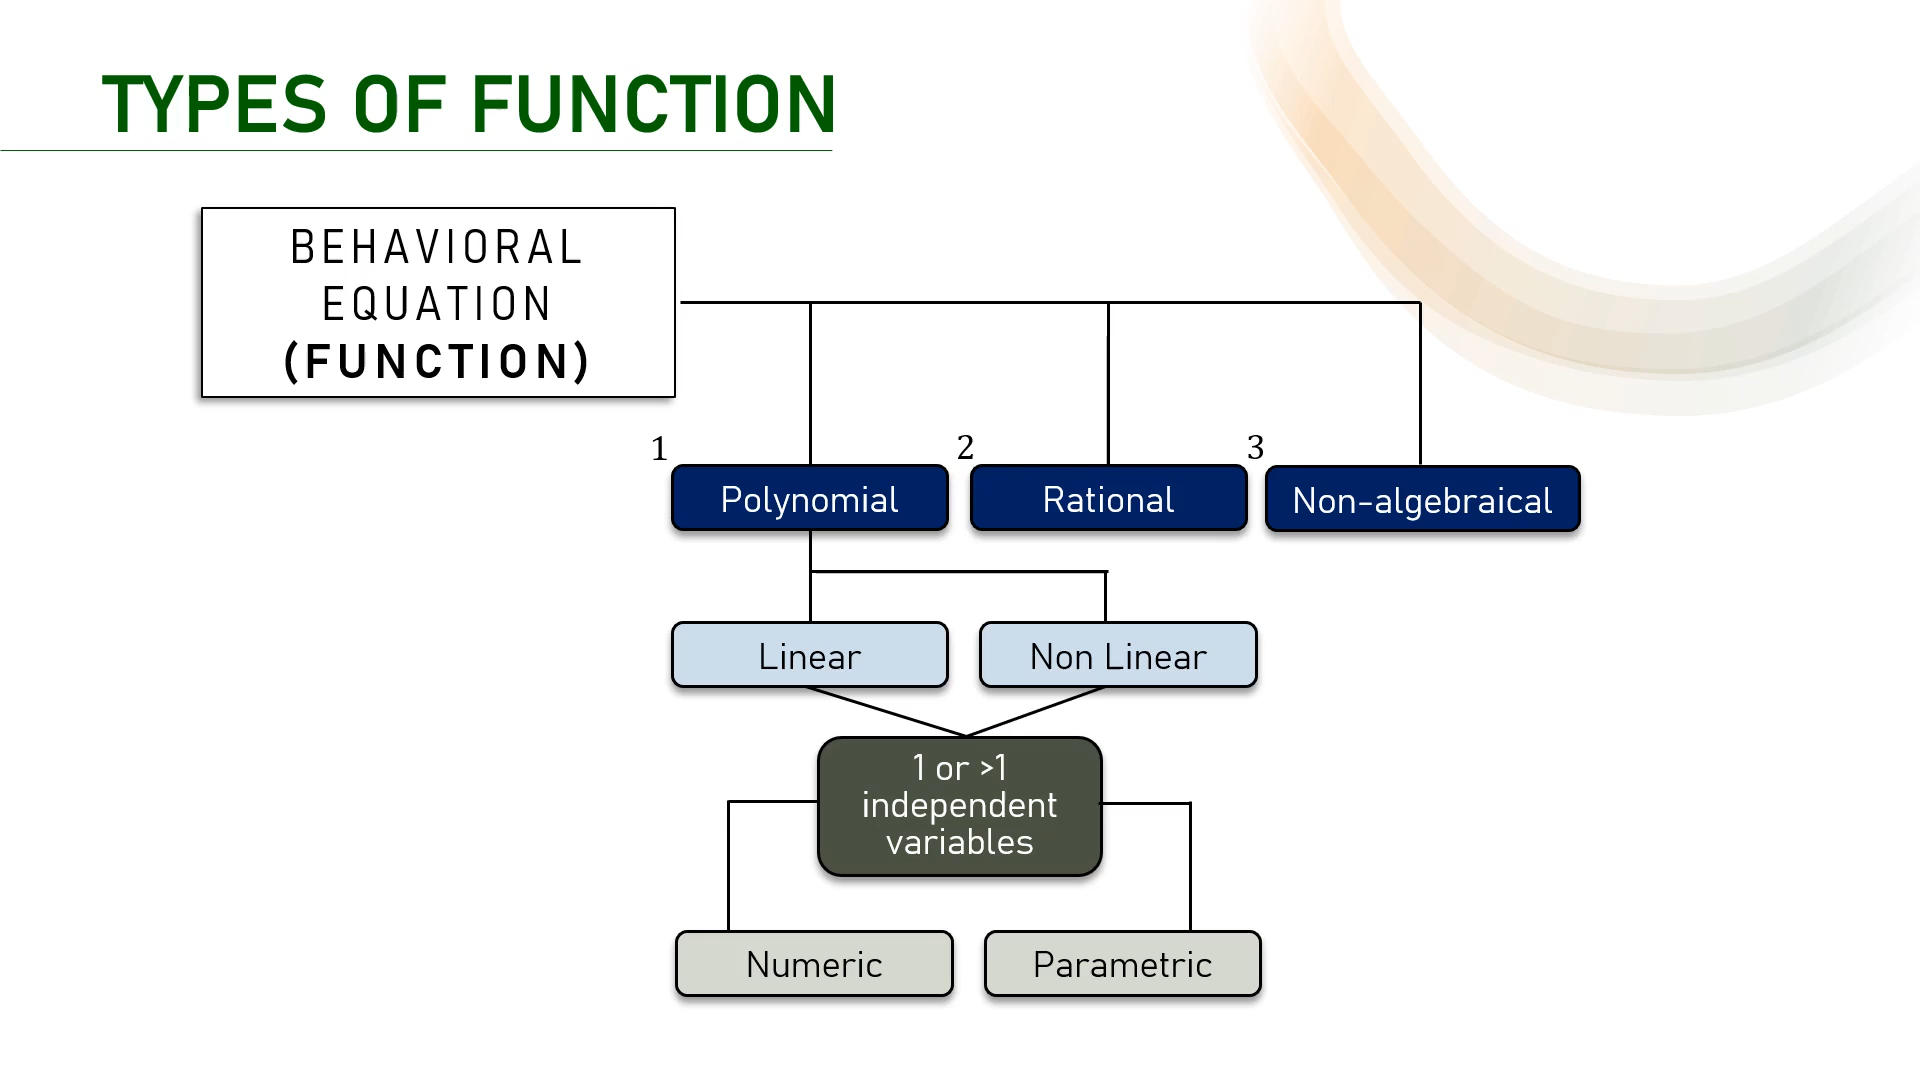 TYPES OF FUNCTION
BEHAVIORAL
EQUATION
(FUNCTION)
1
2
3
Polynomial
Rational
Non-algebraical
Linear
Non Linear
1 or >1
independent
variables
Numeric
Parametric